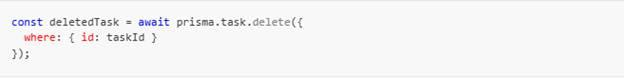 const deletedTask = await prisma.task.delete({
  where: { id: taskId }
});